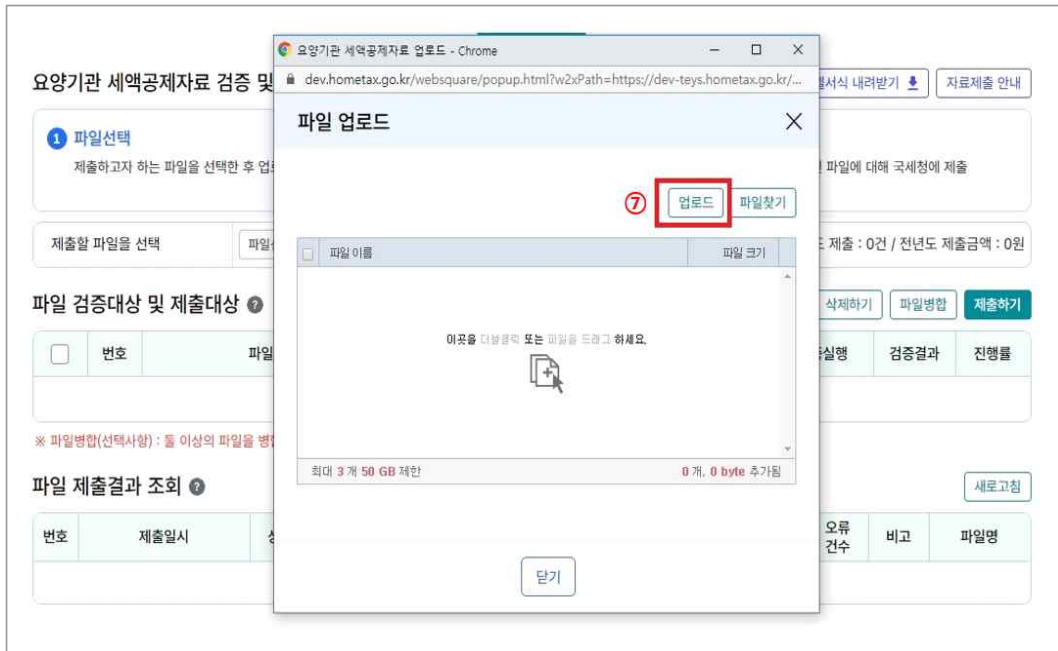 요양기관 세액공제자료 업로드 - Chrome
dev.hometax.go.kr/websquare/popup.html?w2xPath=https://dev-teys.hometax.go.kr/...
요양기관 세액공제자료 검증 및
서식 내려받기
자료제출 안내
파일 업로드
1 파일선택
제출하고자 하는 파일을 선택한 후 업
파일에 대해 국세청에 제출
⑦
업로드
파일찾기
제출할 파일을 선택
파일
제출 : 0건 / 전년도 제출금액 : 0원
파일 이름
파일 크기
파일 검증대상 및 제출대상 ?
삭제하기
파일병합
제출하기
이곳을 더블클릭 또는 파일을 드래그 하세요.
번호
파일
실행
검증결과
진행률
※ 파일병합(선택사항) : 둘 이상의 파일을 병
최대 3 개 50 GB 제한
0 개, 0 byte 추가됨
파일 제출결과 조회 ?
새로고침
번호
제출일시
오류
건수
비고
파일명
닫기